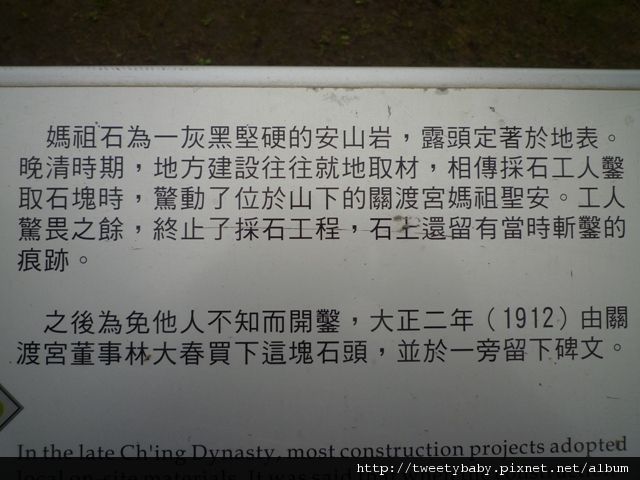 媽祖石為一灰黑堅硬的安山岩，露頭定著於地表。
晚清時期，地方建設往往就地取材，相傳採石工人鑿
取石塊時，驚動了位於山下的關渡宮媽祖聖安。工人
驚畏之餘，終止了採石工程，石上還留有當時斬鑿的
痕跡。
之後為免他人不知而開鑿，大正二年（1912）由關
渡宮董事林大春買下這塊石頭，並於一旁留下碑文。
In the late Ch'ing Dynasty, most construction projects adopted
http://tweetybaby.pixnet.net/album